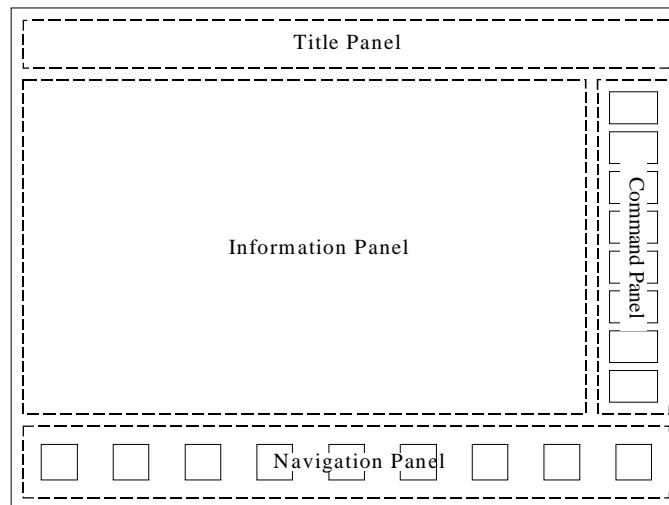 Title Panel
Information Panel
Command Panel
Navigation Panel